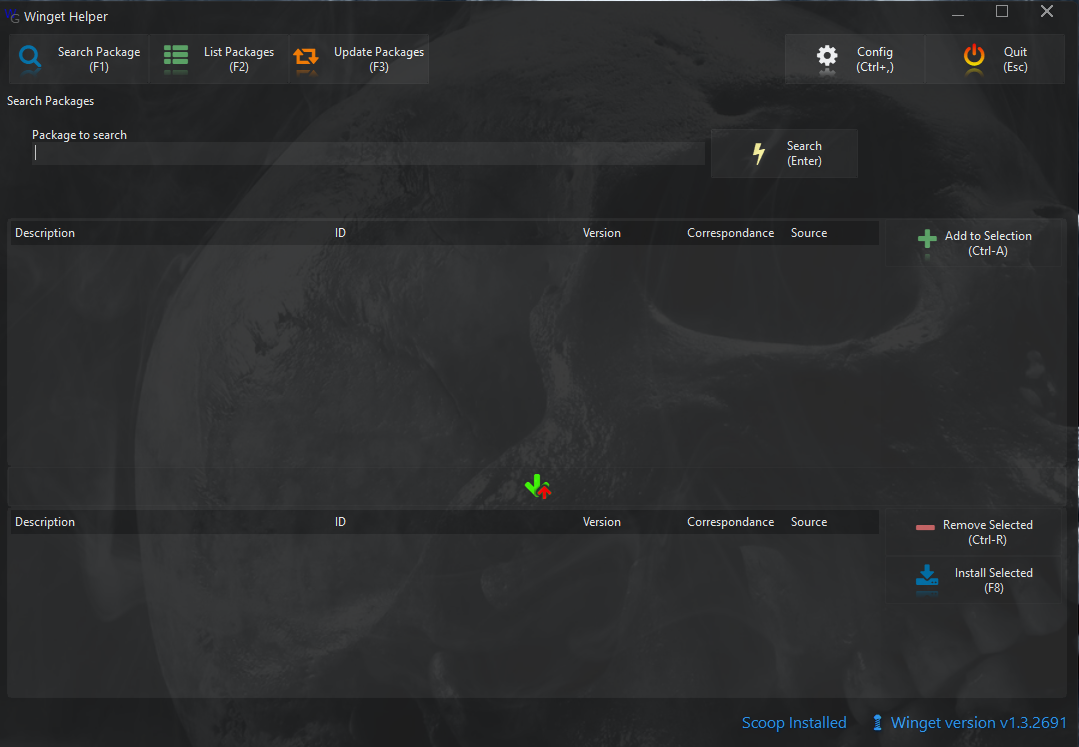 Winget Helper
Search Package
(F1)
List Packages
(F2)
Update Packages
(F3)
Config
(Ctrl+,)
Quit
(Esc)
Search Packages
Package to search
Search
(Enter)
Description ID Version Correspondance Source
Add to Selection
(Ctrl-A)
Description ID Version Correspondance Source
Remove Selected
(Ctrl-R)
Install Selected
(F8)
Scoop Installed Winget version v1.3.2691